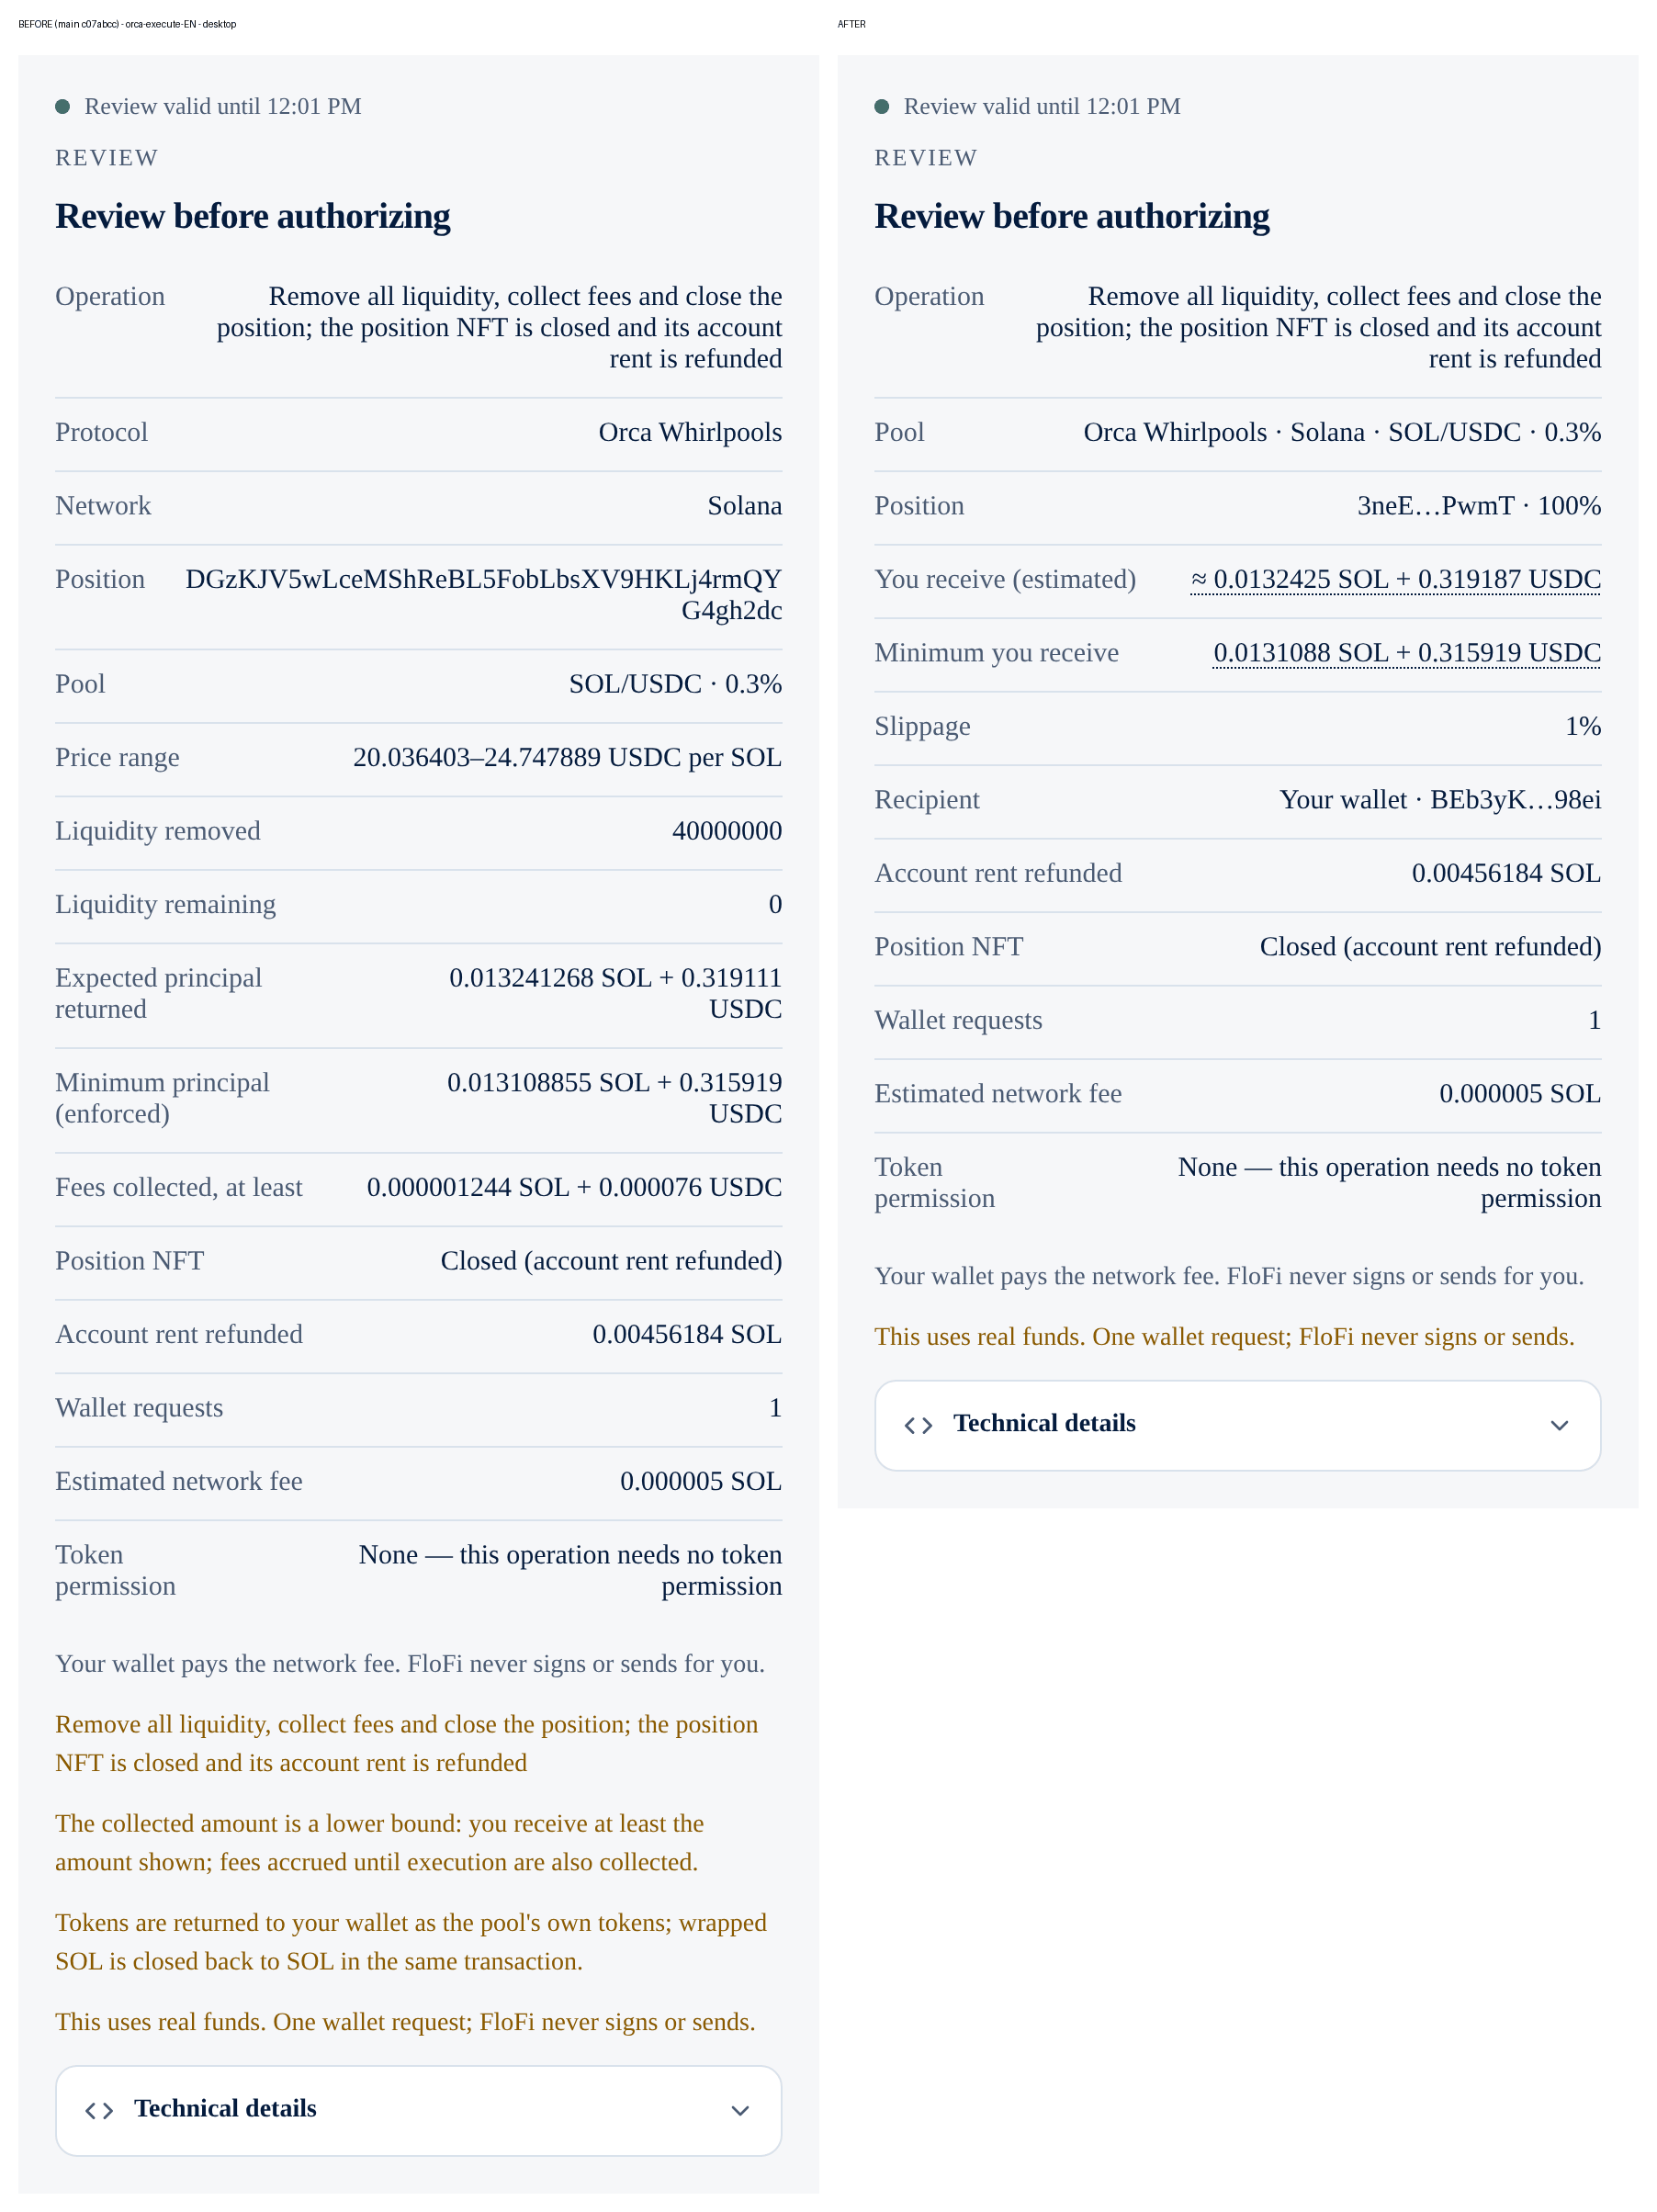 BEFORE (main c07abcc) - orca-execute-EN - desktop
Review valid until 12:01 PM
REVIEW
Review before authorizing
Operation Remove all liquidity, collect fees and close the
position; the position NFT is closed and its account
rent is refunded
Protocol Orca Whirlpools
Network Solana
Position DGzKJV5wLceMShReBL5FobLbsXV9HKLj4rmQY
G4gh2dc
Pool SOL/USDC · 0.3%
Price range 20.036403–24.747889 USDC per SOL
Liquidity removed 40000000
Liquidity remaining 0
Expected principal 0.013241268 SOL + 0.319111
returned USDC
Minimum principal 0.013108855 SOL + 0.315919
(enforced) USDC
Fees collected, at least 0.000001244 SOL + 0.000076 USDC
Position NFT Closed (account rent refunded)
Account rent refunded 0.00456184 SOL
Wallet requests 1
Estimated network fee 0.000005 SOL
Token None — this operation needs no token
permission permission
Your wallet pays the network fee. FloFi never signs or sends for you.
Remove all liquidity, collect fees and close the position; the position
NFT is closed and its account rent is refunded
The collected amount is a lower bound: you receive at least the
amount shown; fees accrued until execution are also collected.
Tokens are returned to your wallet as the pool's own tokens; wrapped
SOL is closed back to SOL in the same transaction.
This uses real funds. One wallet request; FloFi never signs or sends.
Technical details
AFTER
Review valid until 12:01 PM
REVIEW
Review before authorizing
Operation Remove all liquidity, collect fees and close the
position; the position NFT is closed and its account
rent is refunded
Pool Orca Whirlpools · Solana · SOL/USDC · 0.3%
Position 3neE…PwmT · 100%
You receive (estimated) ≈ 0.0132425 SOL + 0.319187 USDC
Minimum you receive 0.0131088 SOL + 0.315919 USDC
Slippage 1%
Recipient Your wallet · BEb3yK…98ei
Account rent refunded 0.00456184 SOL
Position NFT Closed (account rent refunded)
Wallet requests 1
Estimated network fee 0.000005 SOL
Token None — this operation needs no token
permission permission
Your wallet pays the network fee. FloFi never signs or sends for you.
This uses real funds. One wallet request; FloFi never signs or sends.
Technical details